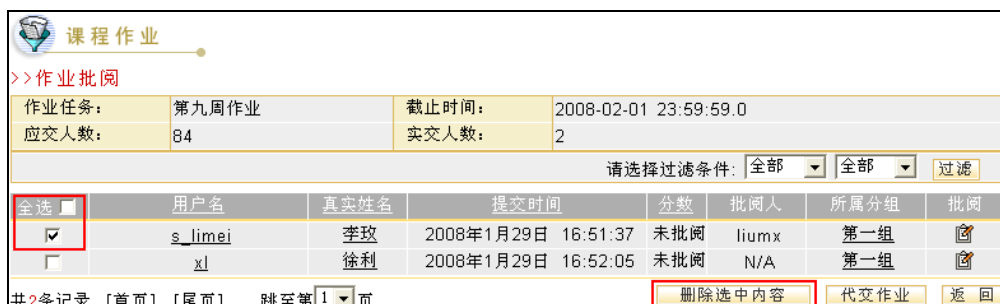 课程作业
>>作业批阅
作业任务： 第九周作业 截止时间： 2008-02-01 23:59:59.0
应交人数： 84 实交人数： 2
请选择过滤条件: 全部 全部 过滤
全选 用户名 真实姓名 提交时间 分数 批阅人 所属分组 批阅
s_limei 李玫 2008年1月29日 16:51:37 未批阅 liumx 第一组
xl 徐利 2008年1月29日 16:52:05 未批阅 N/A 第一组
共2条记录 [首页] [尾页] 跳至第 1 页 删除选中内容 代交作业 返 回